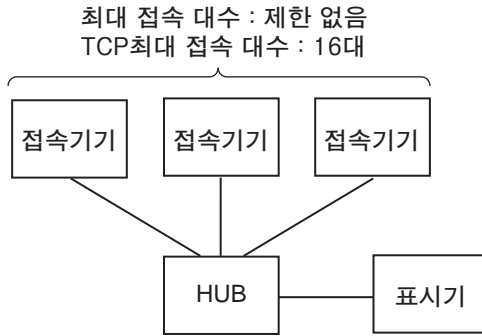 최대 접속 대수 : 제한 없음
TCP최대 접속 대수 : 16대
접속기기
접속기기
접속기기
HUB
표시기